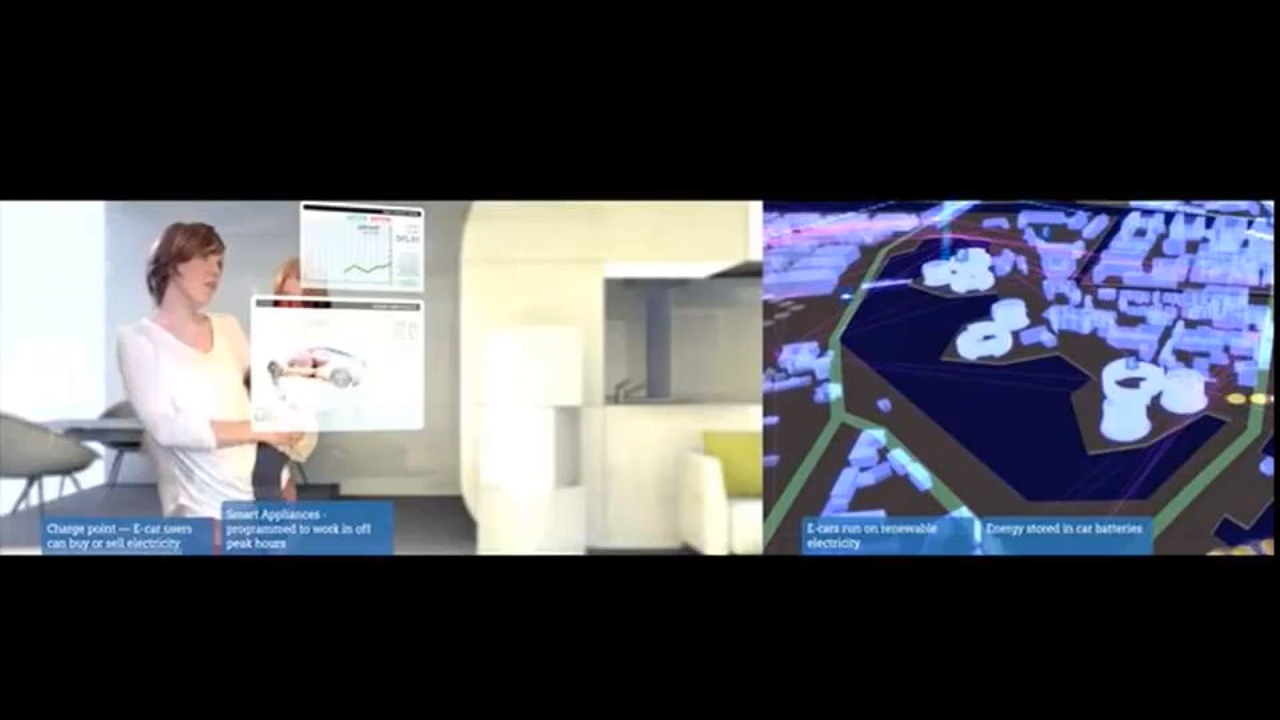 Charge point — E-car users
can buy or sell electricity
Smart Appliances -
programmed to work in off
peak hours
E-cars run on renewable
electricity
Energy stored in car batteries